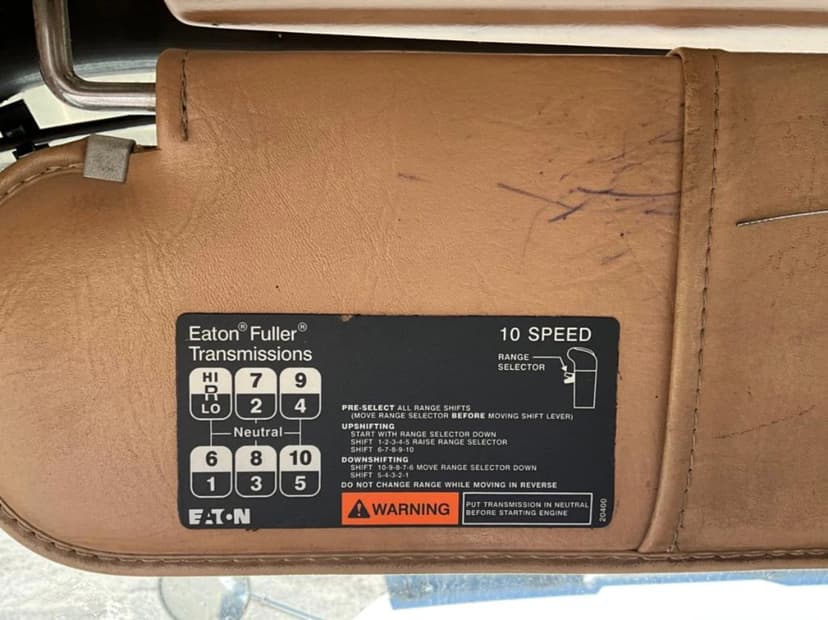 Eaton® Fuller®
Transmissions
10 SPEED
RANGE
SELECTOR
HI
R
LO
7
2
9
4
Neutral
6
1
8
3
10
5
EATON
PRE-SELECT ALL RANGE SHIFTS
(MOVE RANGE SELECTOR BEFORE MOVING SHIFT LEVER)
UPSHIFTING
START WITH RANGE SELECTOR DOWN
SHIFT 1-2-3-4-5 RAISE RANGE SELECTOR
SHIFT 6-7-8-9-10
DOWNSHIFTING
SHIFT 10-9-8-7-6 MOVE RANGE SELECTOR DOWN
SHIFT 5-4-3-2-1
DO NOT CHANGE RANGE WHILE MOVING IN REVERSE
WARNING
PUT TRANSMISSION IN NEUTRAL
BEFORE STARTING ENGINE
20400